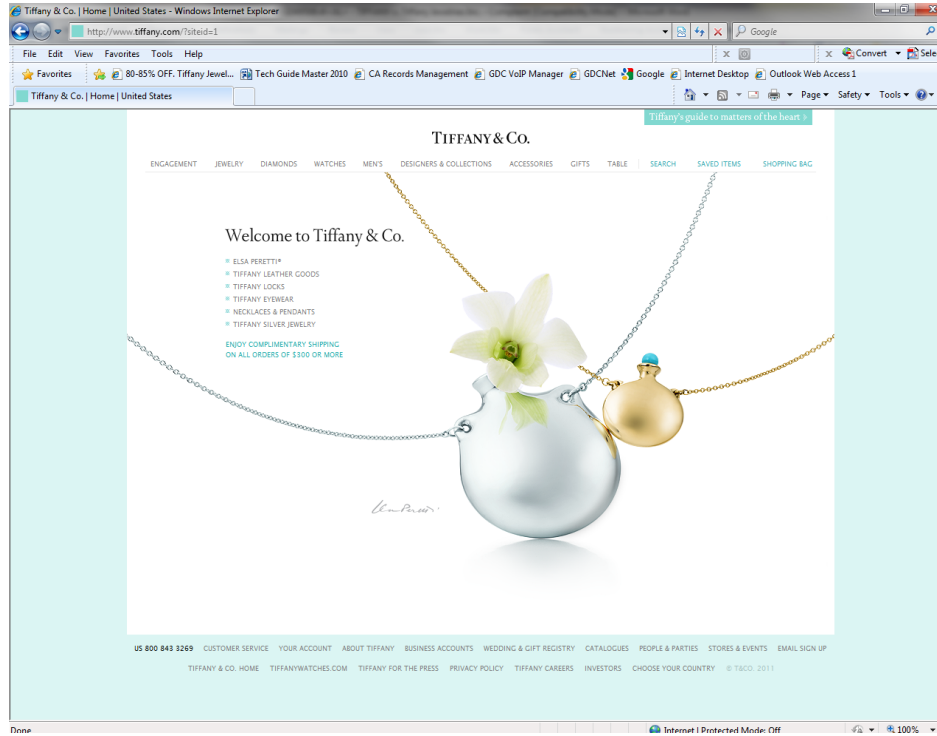 Tiffany & Co. | Home | United States - Windows Internet Explorer
http://www.tiffany.com/?siteid=1
Google
File Edit View Favorites Tools Help
x
x Convert Sele
Favorites 80-85% OFF. Tiffany Jewel... Tech Guide Master 2010 CA Records Management GDC VoIP Manager GDCNet Google Internet Desktop Outlook Web Access 1
Tiffany & Co. | Home | United States
Page Safety Tools
Tiffany's guide to matters of the heart >
TIFFANY & CO.
ENGAGEMENT JEWELRY DIAMONDS WATCHES MEN'S DESIGNERS & COLLECTIONS ACCESSORIES GIFTS TABLE SEARCH SAVED ITEMS SHOPPING BAG
Welcome to Tiffany & Co.
ELSA PERETTI®
TIFFANY LEATHER GOODS
TIFFANY LOCKS
TIFFANY EYEWEAR
NECKLACES & PENDANTS
TIFFANY SILVER JEWELRY
ENJOY COMPLIMENTARY SHIPPING
ON ALL ORDERS OF $300 OR MORE
US 800 843 3269 CUSTOMER SERVICE YOUR ACCOUNT ABOUT TIFFANY BUSINESS ACCOUNTS WEDDING & GIFT REGISTRY CATALOGUES PEOPLE & PARTIES STORES & EVENTS EMAIL SIGN UP
TIFFANY & CO. HOME TIFFANYWATCHES.COM TIFFANY FOR THE PRESS PRIVACY POLICY TIFFANY CAREERS INVESTORS CHOOSE YOUR COUNTRY © T&CO. 2011
Done Internet | Protected Mode: Off 100%